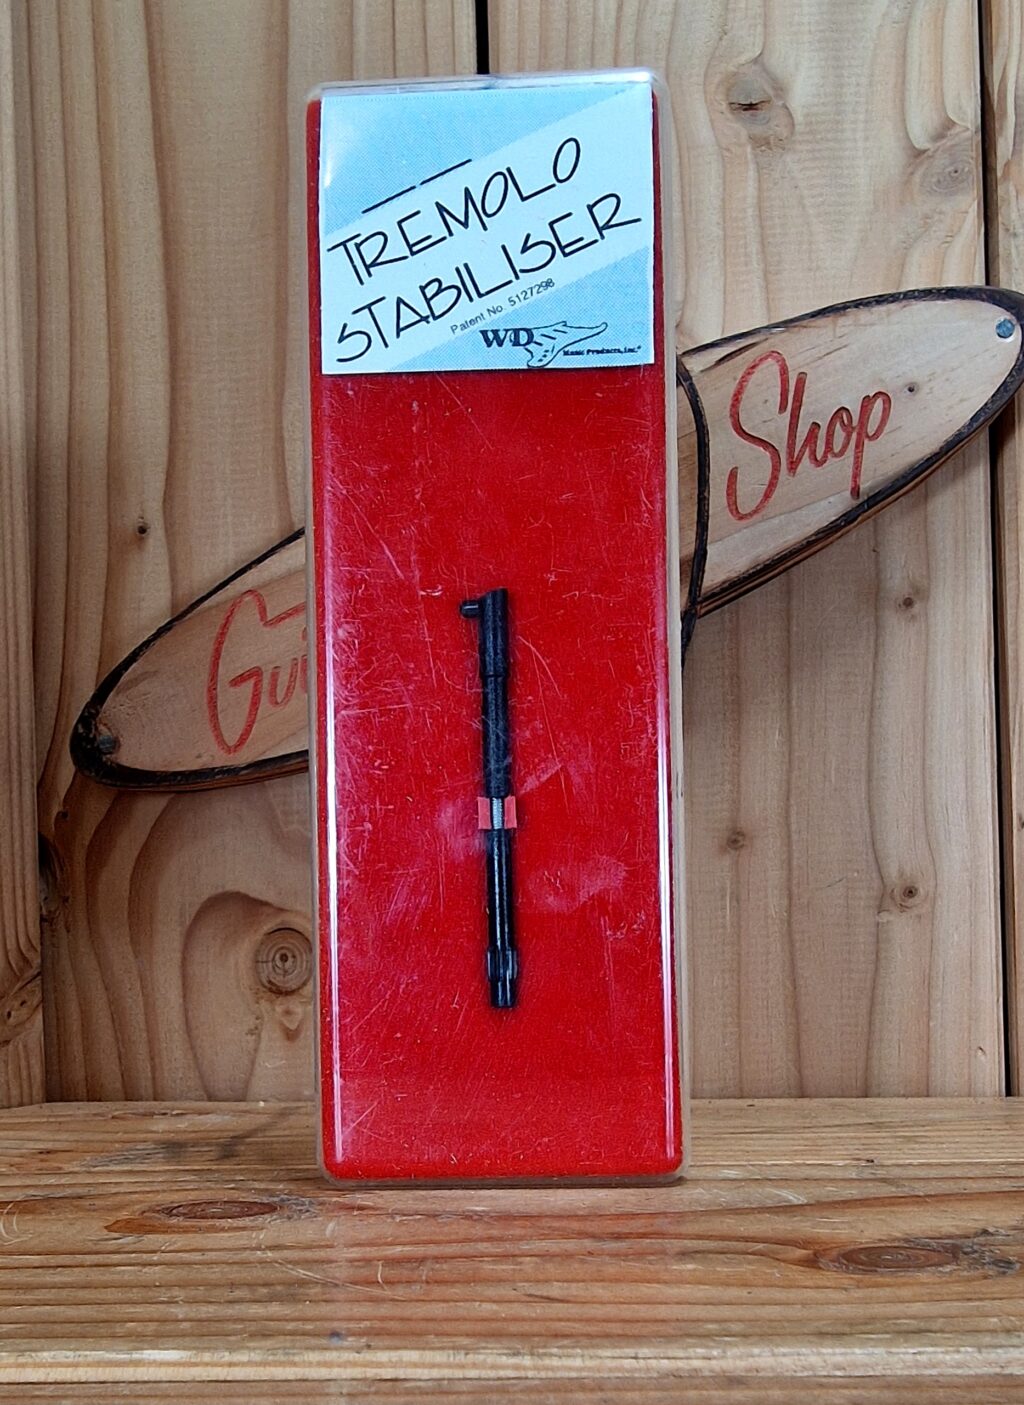 TREMOLO
STABILISER
Patent No. 5127298
WD
Music Products, Inc.®
Gui
Shop